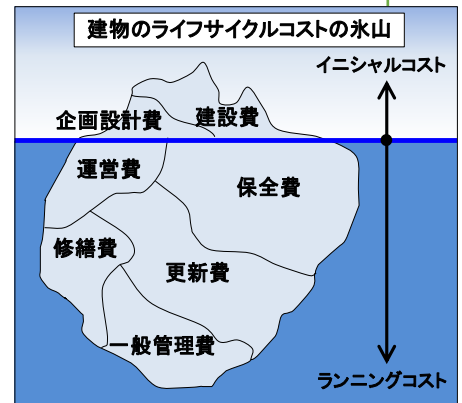 建物のライフサイクルコストの氷山
イニシャルコスト
企画設計費
建設費
運営費
保全費
修繕費
更新費
一般管理費
ランニングコスト